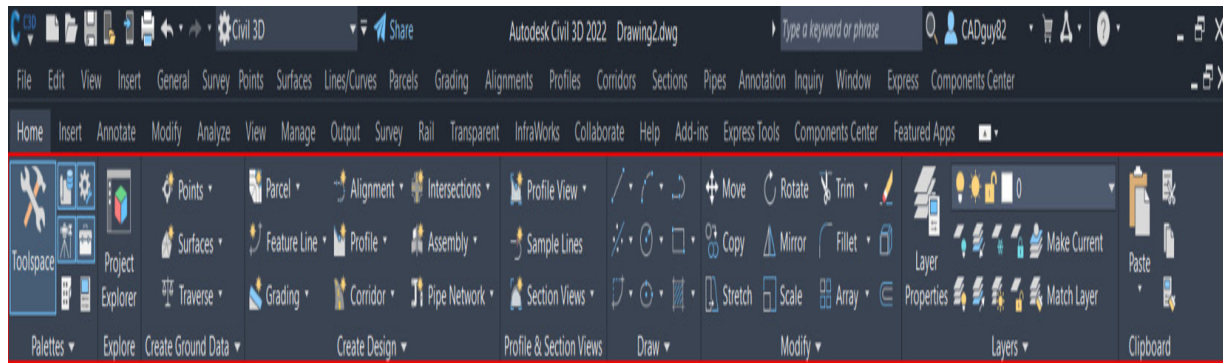 C3D Civil 3D Share Autodesk Civil 3D 2022 Drawing2.dwg Type a keyword or phrase CADguy82
File Edit View Insert General Survey Points Surfaces Lines/Curves Parcels Grading Alignments Profiles Corridors Sections Pipes Annotation Inquiry Window Express Components Center
Home Insert Annotate Modify Analyze View Manage Output Survey Rail Transparent InfraWorks Collaborate Help Add-ins Express Tools Components Center Featured Apps
Points Parcel Alignment Intersections Profile View Move Rotate Trim 0
Surfaces Feature Line Profile Assembly Sample Lines Copy Mirror Fillet Make Current
Toolspace Project Explorer Layer Properties Paste
Traverse Grading Corridor Pipe Network Section Views Stretch Scale Array Match Layer
Palettes Explore Create Ground Data Create Design Profile & Section Views Draw Modify Layers Clipboard